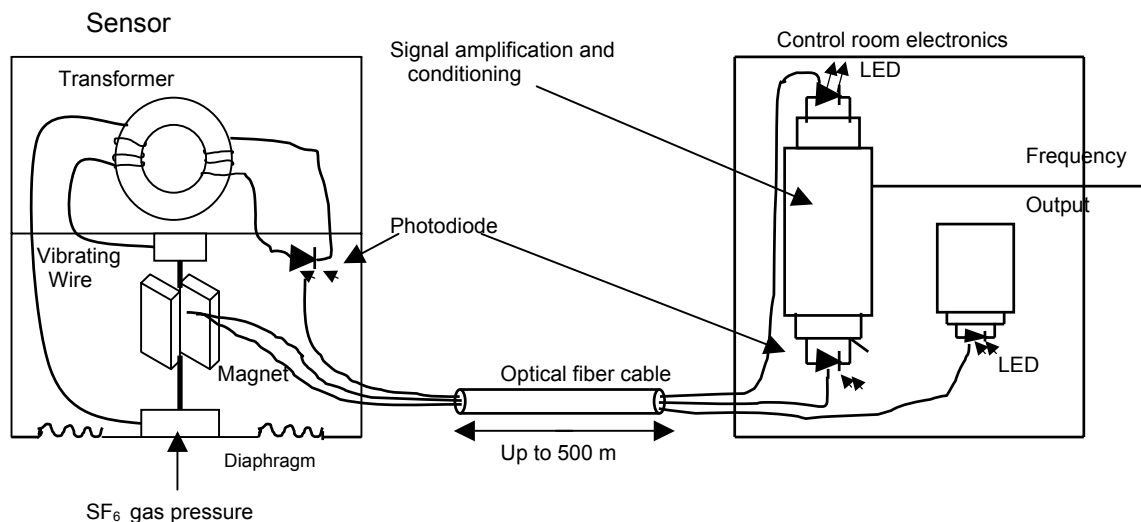 Sensor
Transformer
Signal amplification and
conditioning
Control room electronics
LED
Frequency
Output
Photodiode
Vibrating
Wire
Magnet
Optical fiber cable
LED
Up to 500 m
Diaphragm
SF₆ gas pressure